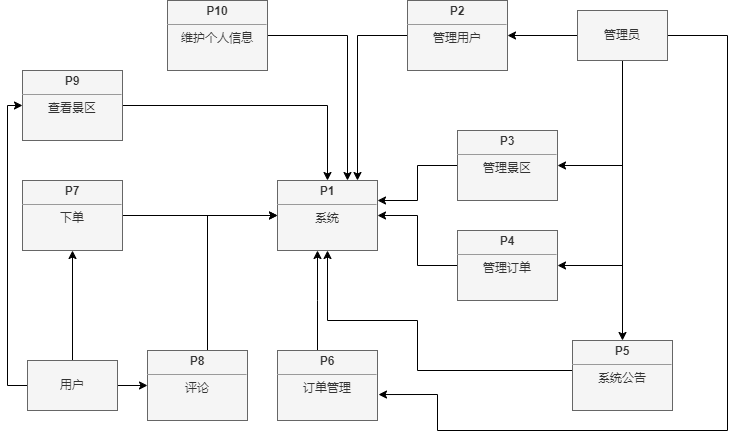 P10
维护个人信息
P2
管理用户
管理员
P9
查看景区
P3
管理景区
P7
下单
P1
系统
P4
管理订单
用户
P8
评论
P6
订单管理
P5
系统公告